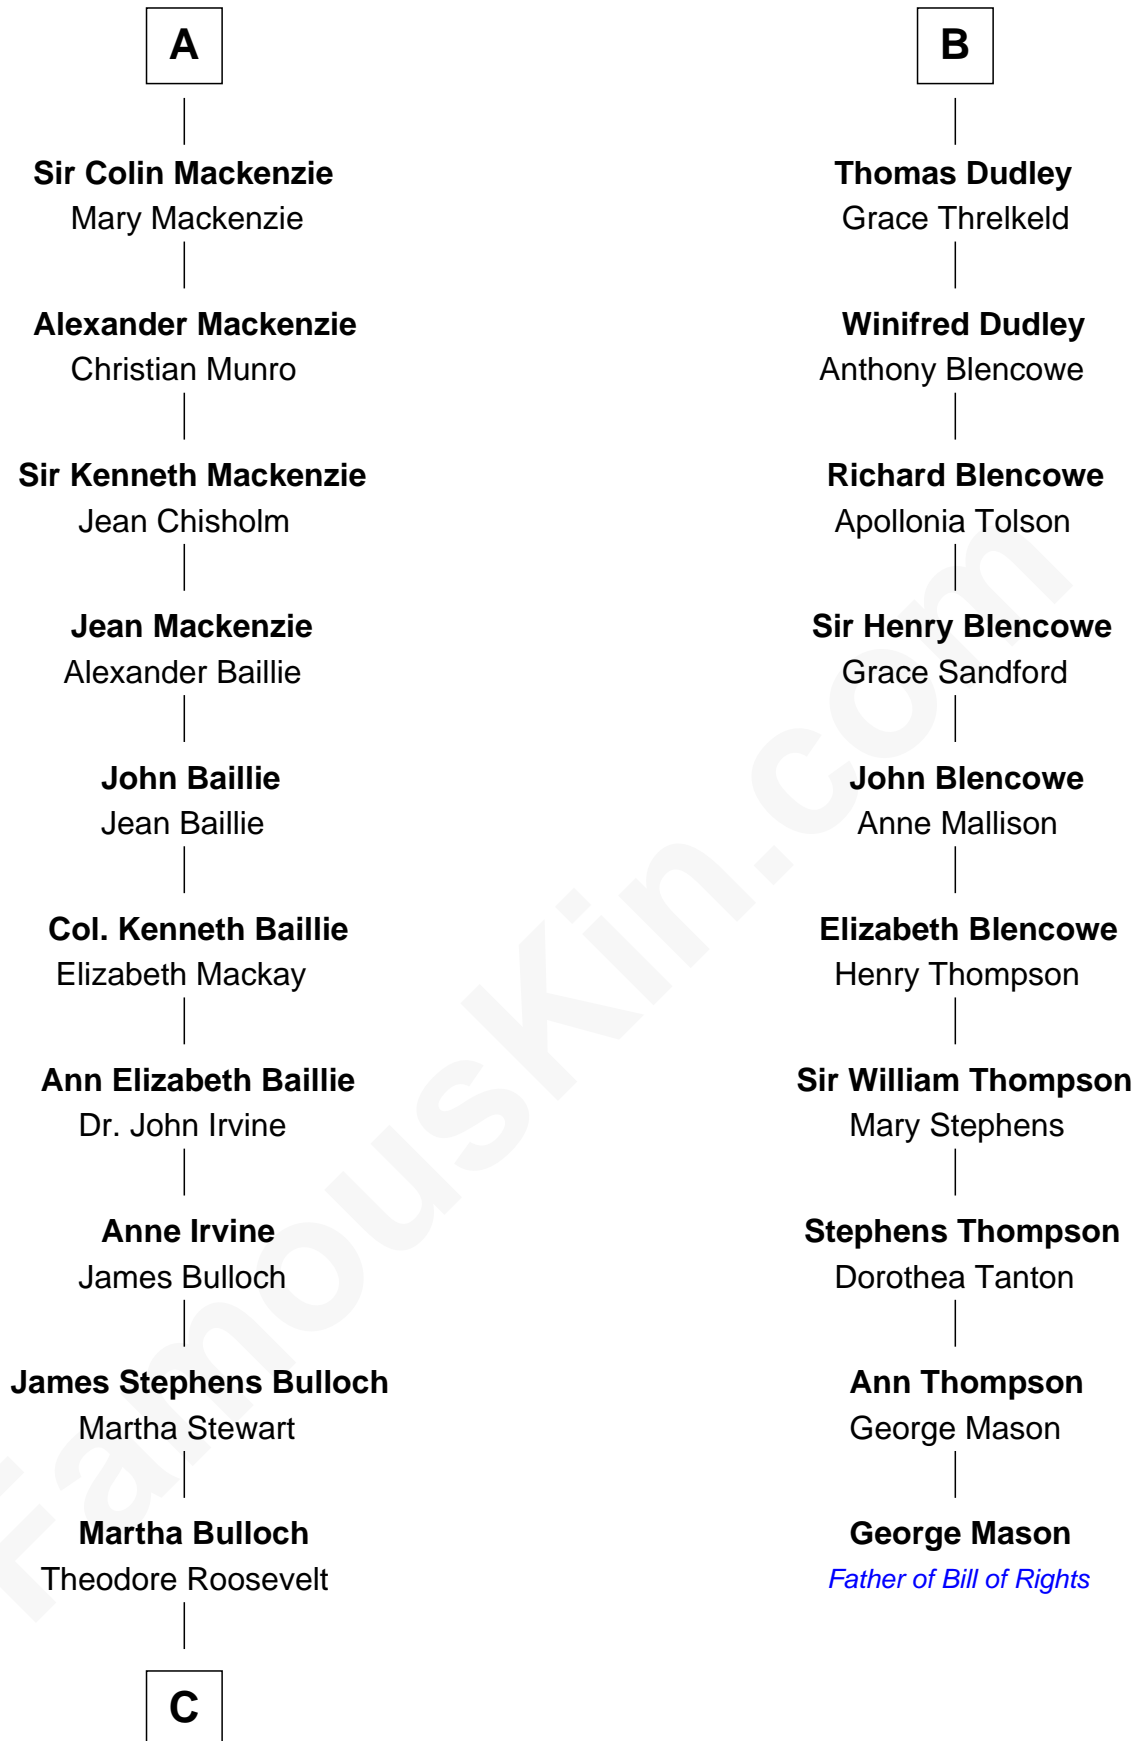 A
Sir Colin Mackenzie
Mary Mackenzie
Alexander Mackenzie
Christian Munro
Sir Kenneth Mackenzie
Jean Chisholm
Jean Mackenzie
Alexander Baillie
John Baillie
Jean Baillie
Col. Kenneth Baillie
Elizabeth Mackay
Ann Elizabeth Baillie
Dr. John Irvine
Anne Irvine
James Bulloch
James Stephens Bulloch
Martha Stewart
Martha Bulloch
Theodore Roosevelt
C
B
Thomas Dudley
Grace Threlkeld
Winifred Dudley
Anthony Blencowe
Richard Blencowe
Apollonia Tolson
Sir Henry Blencowe
Grace Sandford
John Blencowe
Anne Mallison
Elizabeth Blencowe
Henry Thompson
Sir William Thompson
Mary Stephens
Stephens Thompson
Dorothea Tanton
Ann Thompson
George Mason
George Mason
Father of Bill of Rights
FamousKin.com